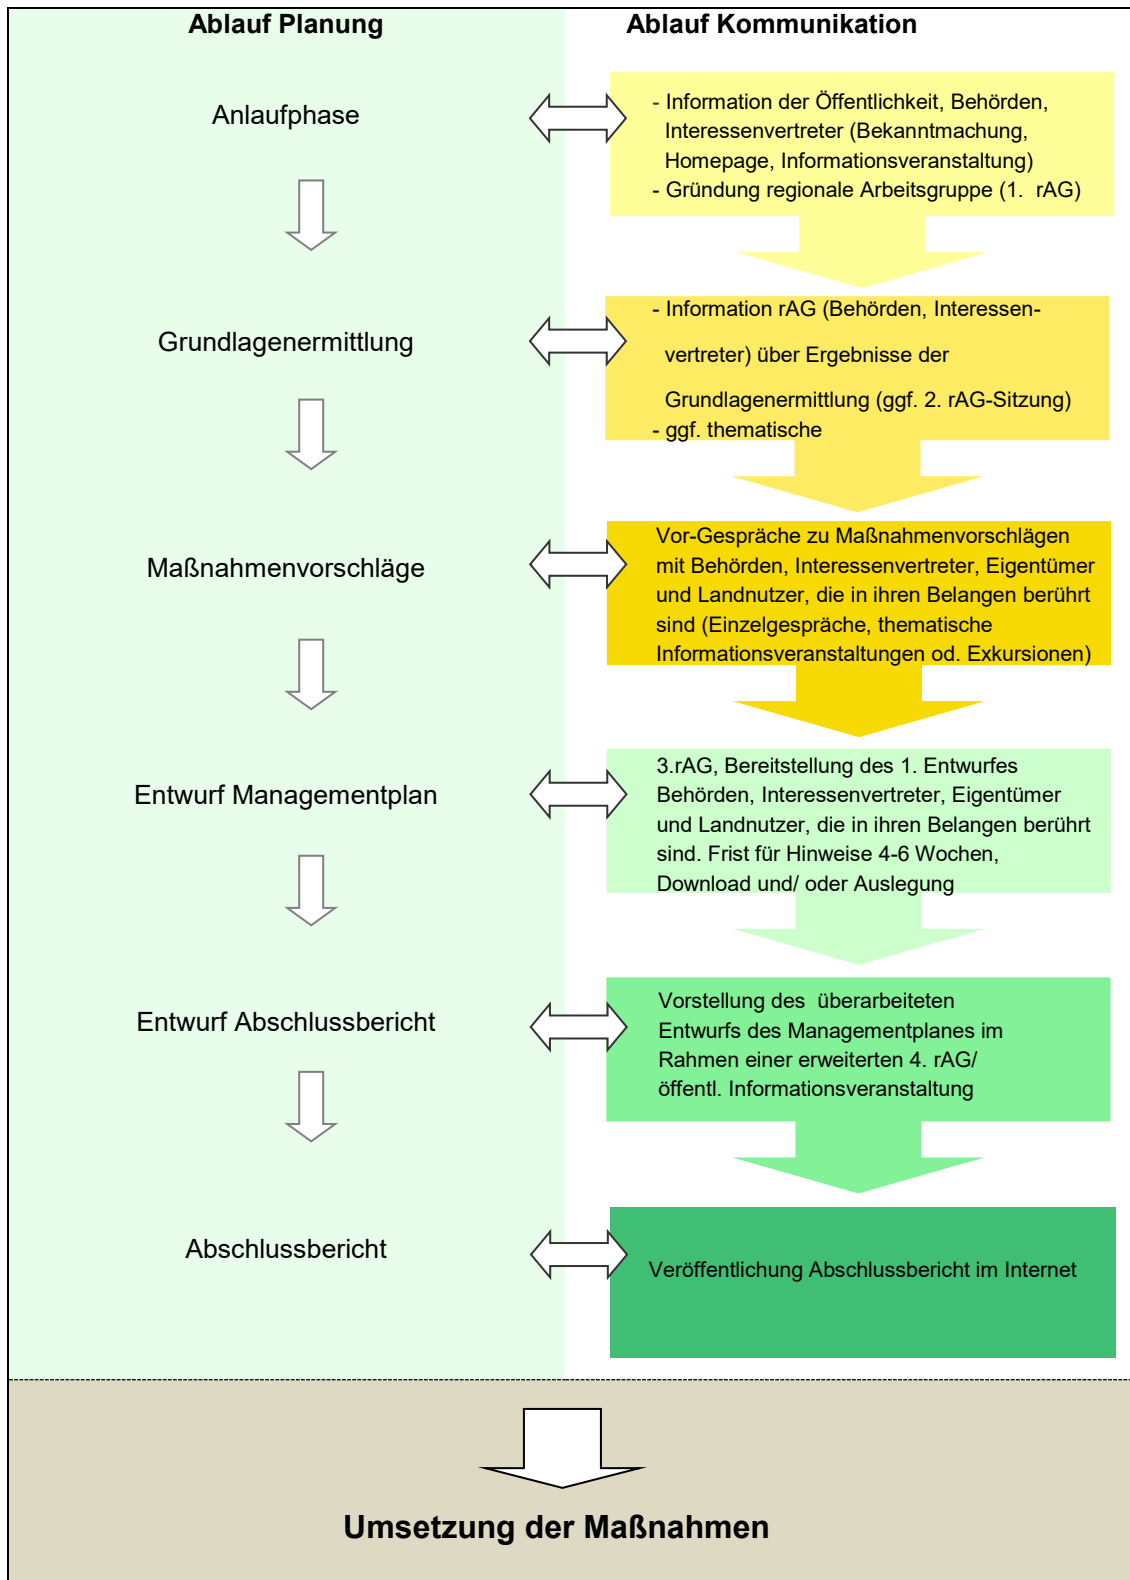 Ablauf Planung
Ablauf Kommunikation
Anlaufphase
- Information der Öffentlichkeit, Behörden,
Interessenvertreter (Bekanntmachung,
Homepage, Informationsveranstaltung)
- Gründung regionale Arbeitsgruppe (1. rAG)
Grundlagenermittlung
- Information rAG (Behörden, Interessen-
vertreter) über Ergebnisse der
Grundlagenermittlung (ggf. 2. rAG-Sitzung)
- ggf. thematische
Maßnahmenvorschläge
Vor-Gespräche zu Maßnahmenvorschlägen
mit Behörden, Interessenvertreter, Eigentümer
und Landnutzer, die in ihren Belangen berührt
sind (Einzelgespräche, thematische
Informationsveranstaltungen od. Exkursionen)
Entwurf Managementplan
3.rAG, Bereitstellung des 1. Entwurfes
Behörden, Interessenvertreter, Eigentümer
und Landnutzer, die in ihren Belangen berührt
sind. Frist für Hinweise 4-6 Wochen,
Download und/ oder Auslegung
Entwurf Abschlussbericht
Vorstellung des überarbeiteten
Entwurfs des Managementplanes im
Rahmen einer erweiterten 4. rAG/
öffentl. Informationsveranstaltung
Abschlussbericht
Veröffentlichung Abschlussbericht im Internet
Umsetzung der Maßnahmen